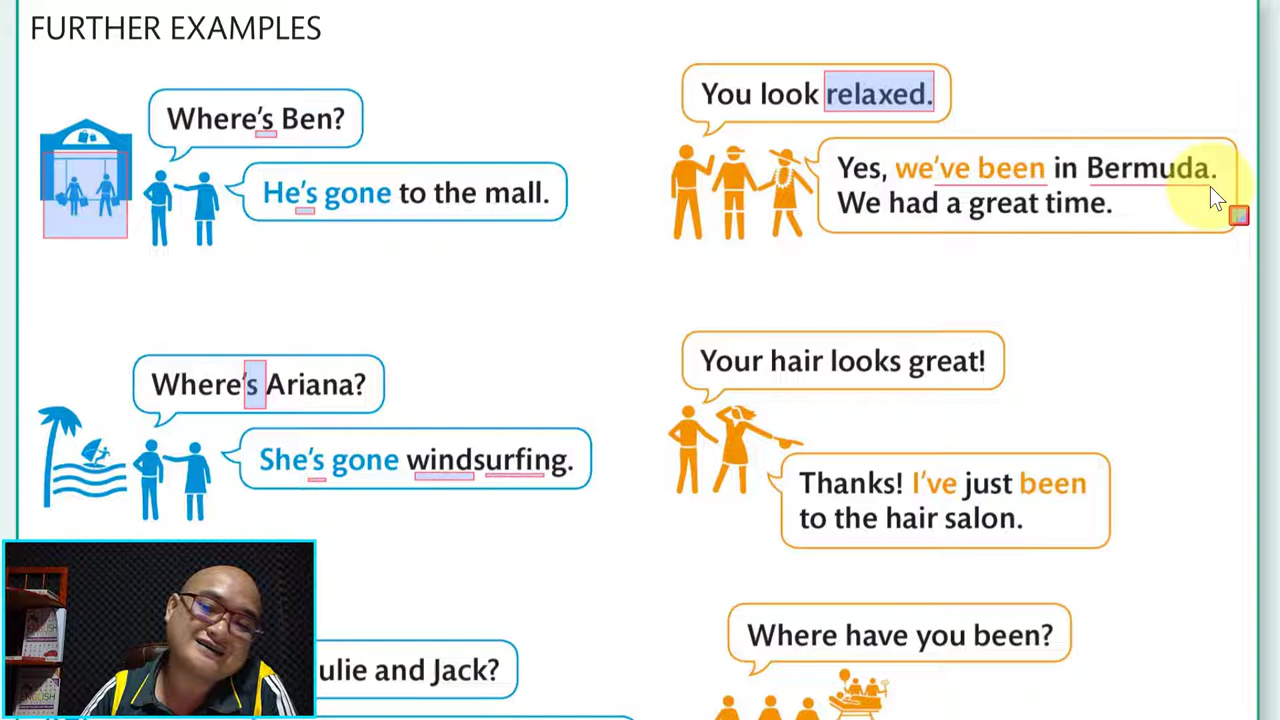 FURTHER EXAMPLES
Where's Ben?
He's gone to the mall.
You look relaxed.
Yes, we've been in Bermuda.
We had a great time.
Where's Ariana?
She's gone windsurfing.
Your hair looks great!
Thanks! I've just been
to the hair salon.
ulie and Jack?
Where have you been?